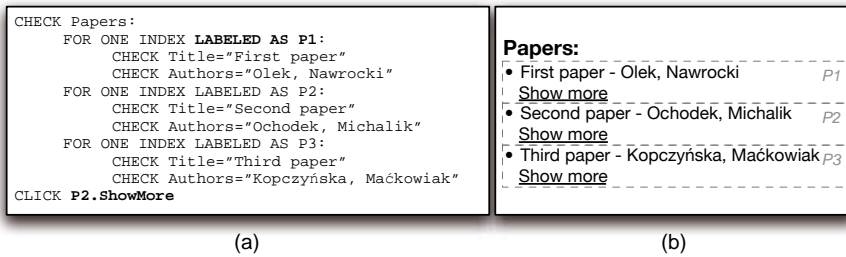 CHECK Papers:
FOR ONE INDEX LABELED AS P1:
CHECK Title="First paper"
CHECK Authors="Olek, Nawrocki"
FOR ONE INDEX LABELED AS P2:
CHECK Title="Second paper"
CHECK Authors="Ochodek, Michalik"
FOR ONE INDEX LABELED AS P3:
CHECK Title="Third paper"
CHECK Authors="Kopczyńska, Maćkowiak"
CLICK P2.ShowMore
(a)
Papers:
• First paper - Olek, Nawrocki P1
Show more
• Second paper - Ochodek, Michalik P2
Show more
• Third paper - Kopczyńska, Maćkowiak P3
Show more
(b)